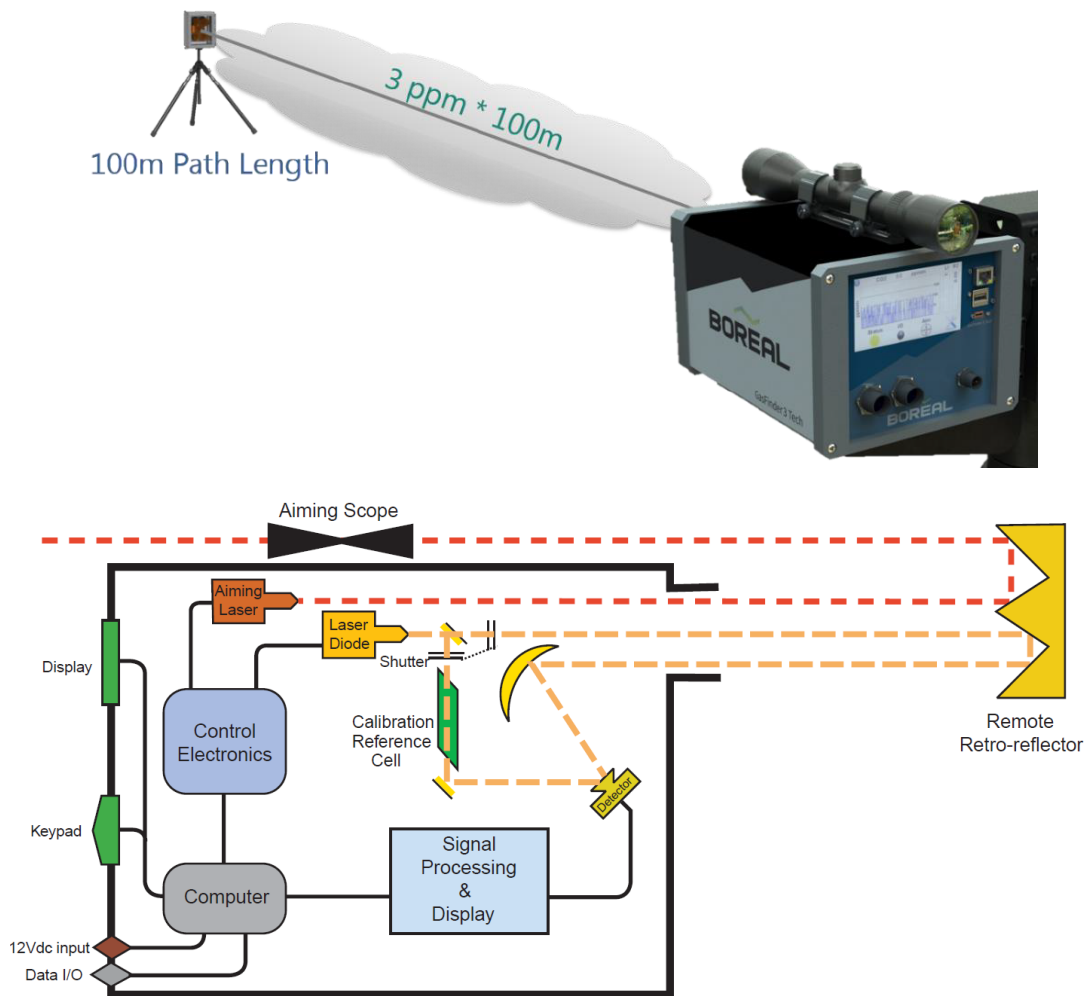 3 ppm * 100m
100m Path Length
BOREAL
GasFinder3 Tech
BOREAL
Aiming Scope
Aiming
Laser
Laser
Diode
Shutter
Display
Control
Electronics
Calibration
Reference
Cell
Remote
Retro-reflector
Detector
Keypad
Signal
Processing
&
Display
Computer
12Vdc input
Data I/O